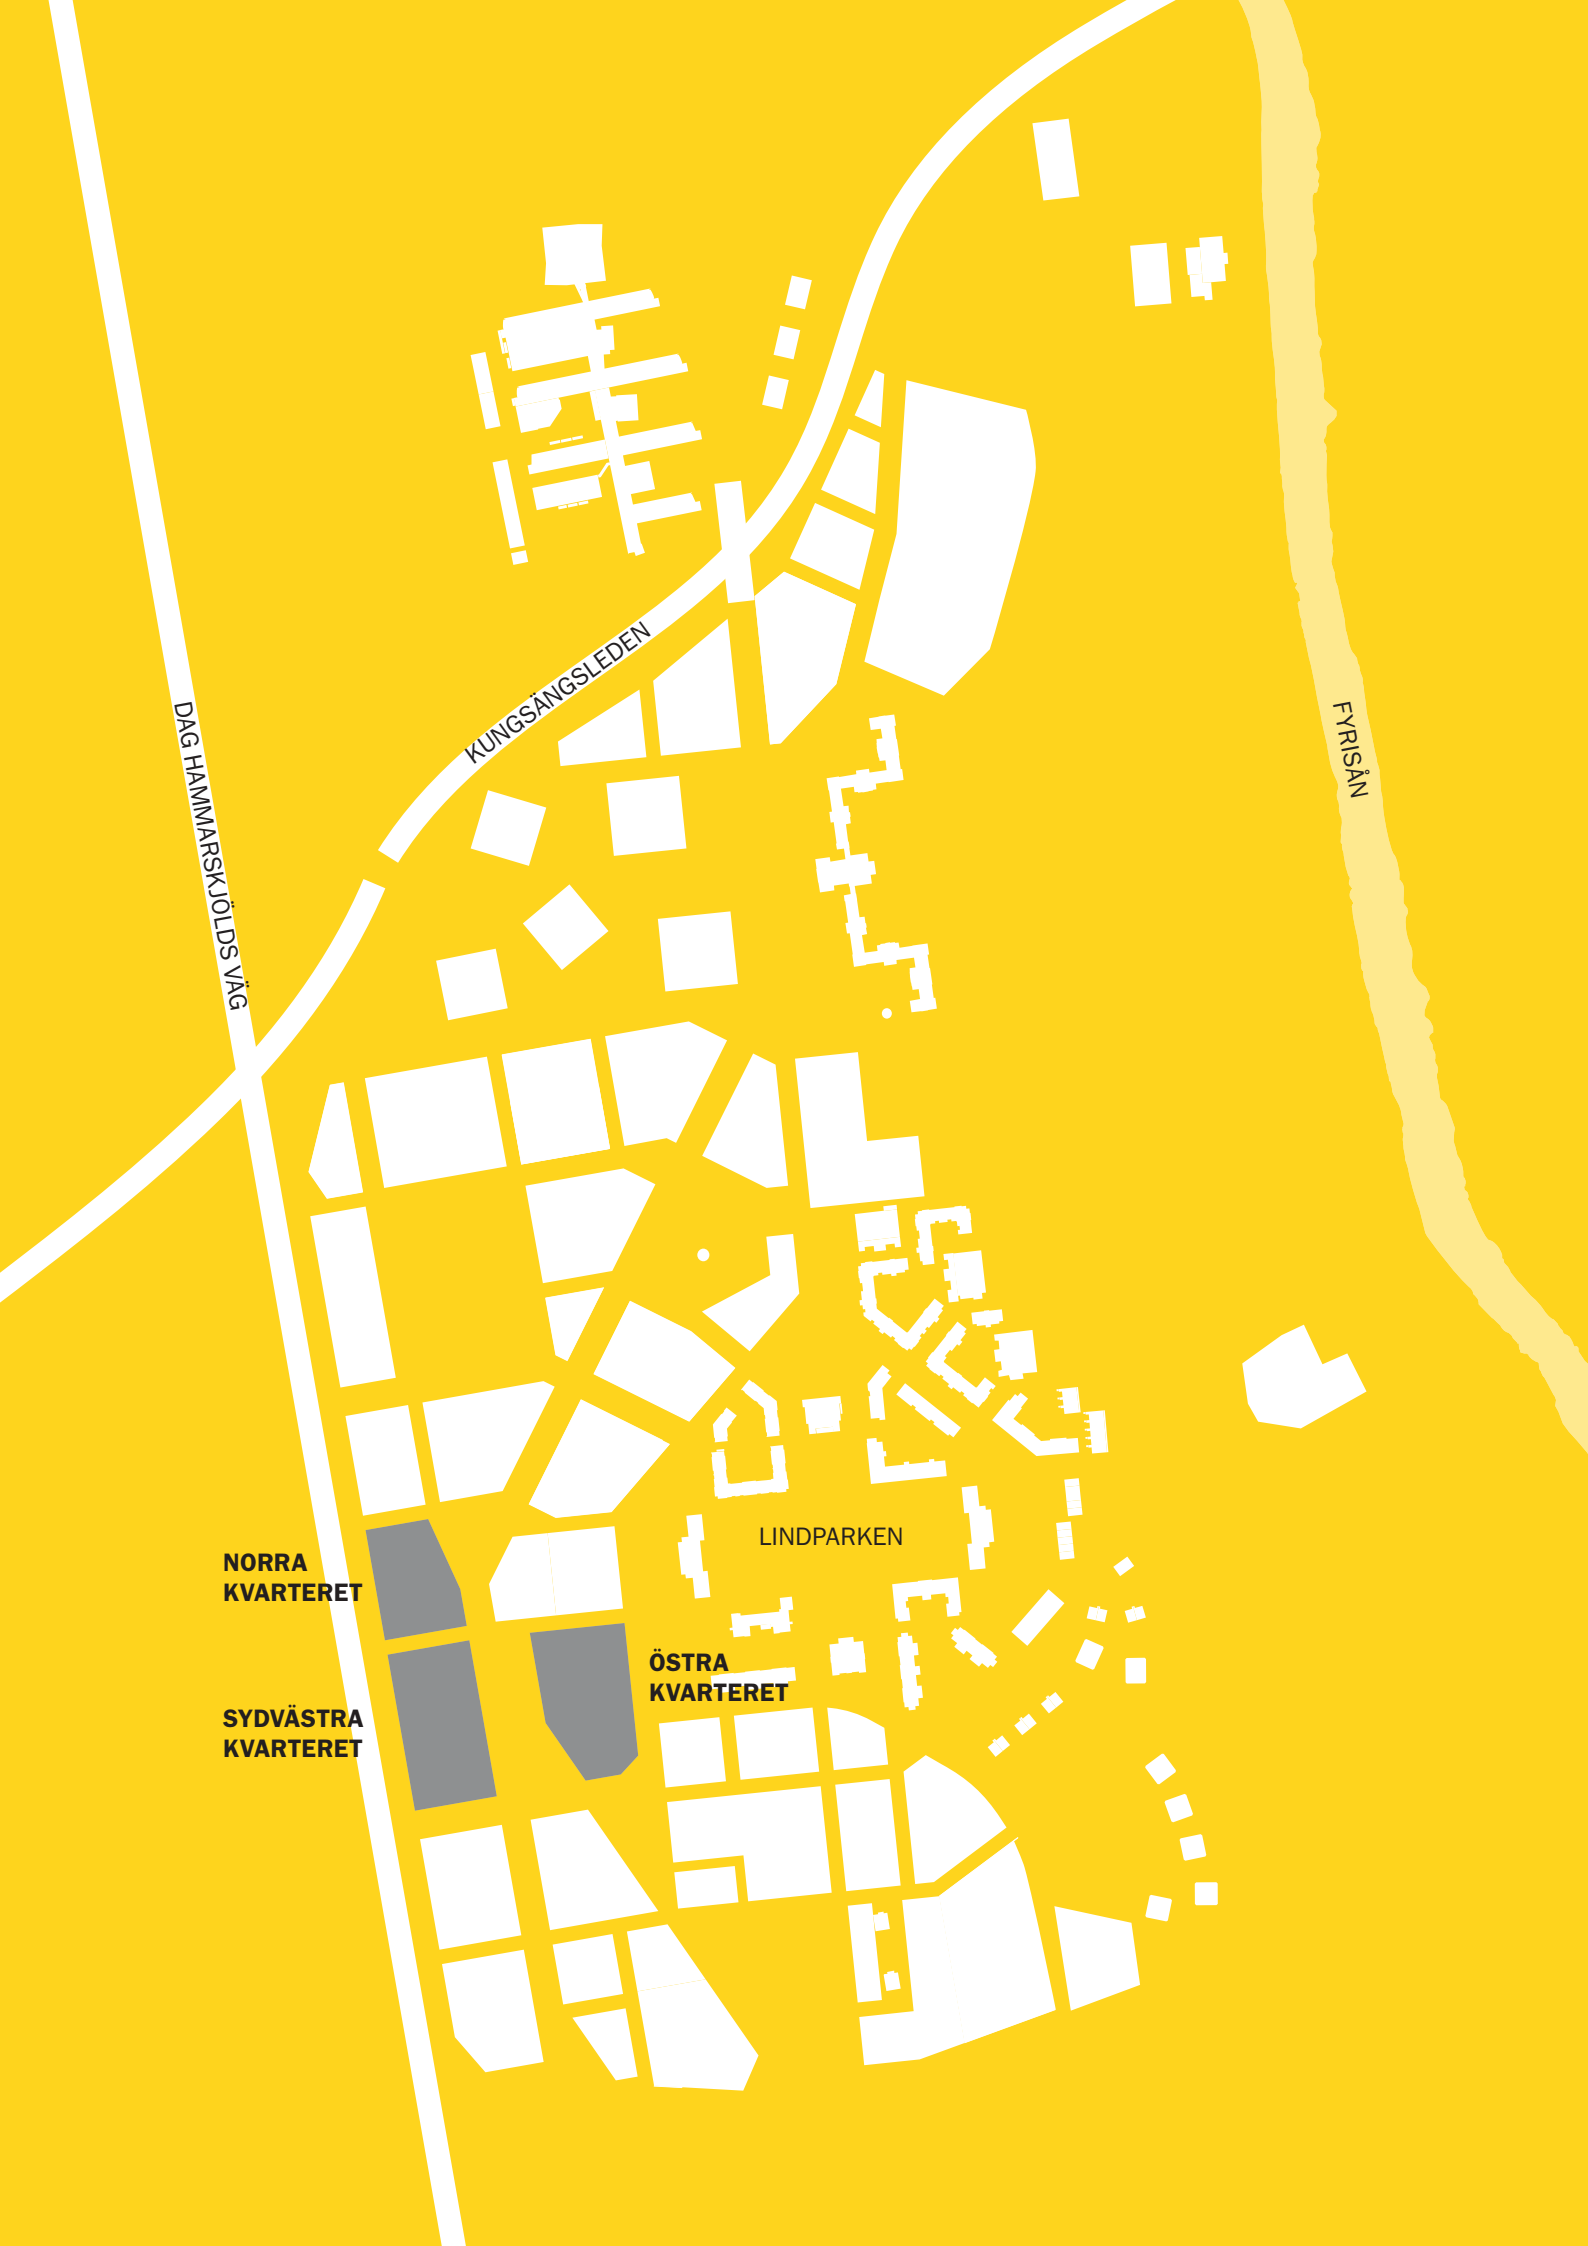 KUNGSÄNGSLEDEN
DAG HAMMARSKJÖLDS VÄG
FYRISÅN
LINDPARKEN
NORRA
KVARTERET
ÖSTRA
KVARTERET
SYDVÄSTRA
KVARTERET